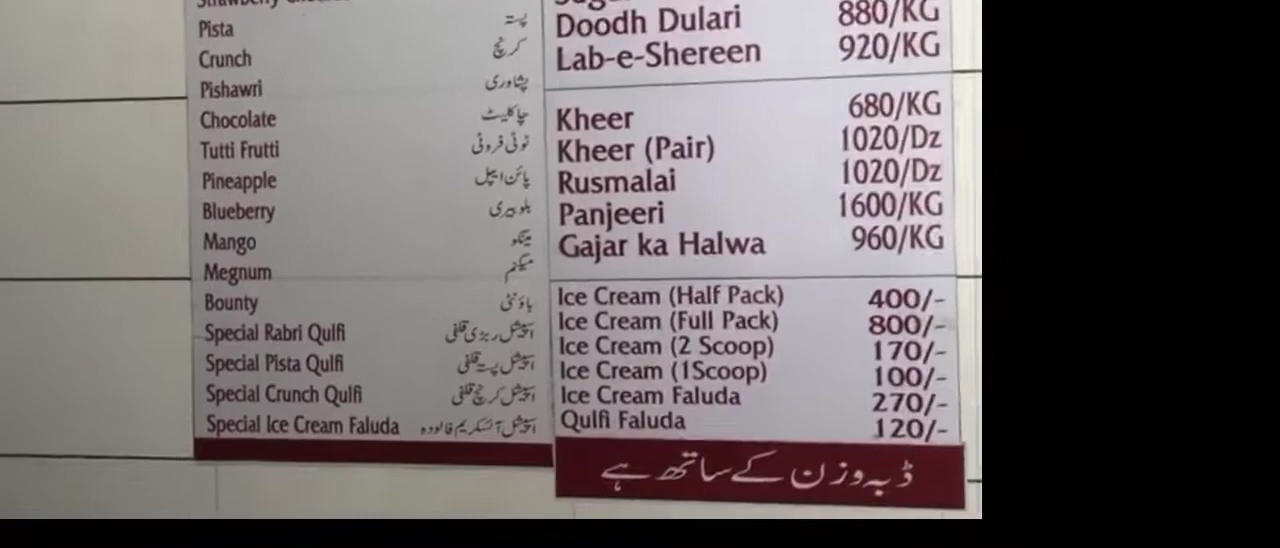 Pista پستہ
Crunch کرنچ
Pishawri پشاوری
Chocolate چاکلیٹ
Tutti Frutti ٹوٹی فروٹی
Pineapple پائن ایپل
Blueberry بلوبیری
Mango مینگو
Megnum میگنم
Bounty باؤنٹی
Special Rabri Qulfi اسپیشل ربڑی قلفی
Special Pista Qulfi اسپیشل پستہ قلفی
Special Crunch Qulfi اسپیشل کرنچ قلفی
Special Ice Cream Faluda اسپیشل آئسکریم فالودہ
Doodh Dulari 880/KG
Lab-e-Shereen 920/KG
Kheer 680/KG
Kheer (Pair) 1020/Dz
Rusmalai 1020/Dz
Panjeeri 1600/KG
Gajar ka Halwa 960/KG
Ice Cream (Half Pack) 400/-
Ice Cream (Full Pack) 800/-
Ice Cream (2 Scoop) 170/-
Ice Cream (1Scoop) 100/-
Ice Cream Faluda 270/-
Qulfi Faluda 120/-
ڈبہ وزن کے ساتھ ہے